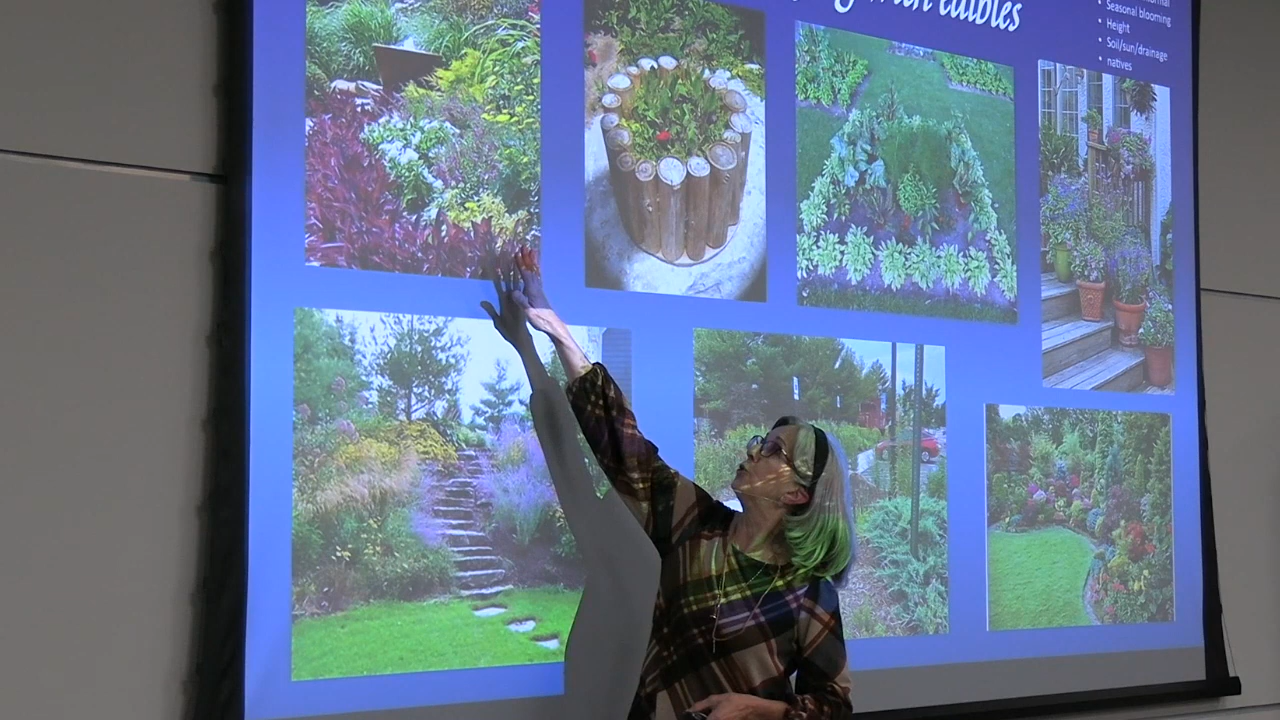 with edibles
Seasonal blooming
Height
Soil/sun/drainage
natives